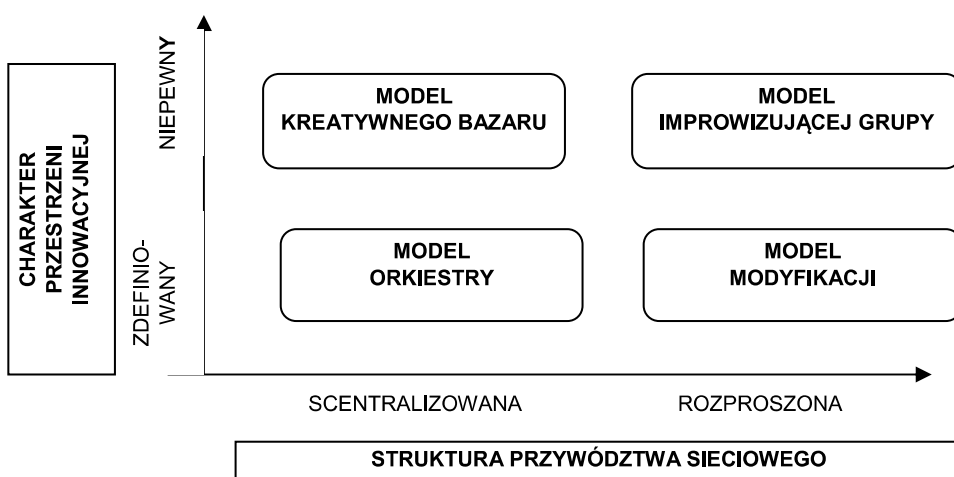 CHARAKTER
PRZESTRZENI
INNOWACYJNEJ
NIEPEWNY
ZDEFINIO-
WANY
MODEL
KREATYWNEGO BAZARU
MODEL
IMPROWIZUJĄCEJ GRUPY
MODEL
ORKIESTRY
MODEL
MODYFIKACJI
SCENTRALIZOWANA
ROZPROSZONA
STRUKTURA PRZYWÓDZTWA SIECIOWEGO